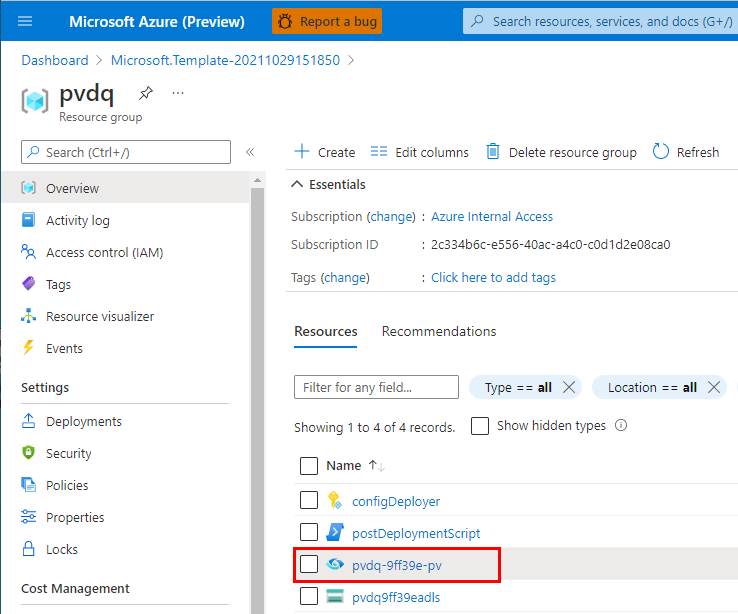 Microsoft Azure (Preview) Report a bug Search resources, services, and docs (G+/)
Dashboard > Microsoft.Template-20211029151850 >
pvdq ...
Resource group
Search (Ctrl+/) «
Overview
Activity log
Access control (IAM)
Tags
Resource visualizer
Events
Settings
Deployments
Security
Policies
Properties
Locks
Cost Management
Create Edit columns Delete resource group Refresh
Essentials
Subscription (change) : Azure Internal Access
Subscription ID : 2c334b6c-e556-40ac-a4c0-c0d1d2e08ca0
Tags (change) : Click here to add tags
Resources Recommendations
Filter for any field... Type == all Location == all
Showing 1 to 4 of 4 records. Show hidden types
Name ↑↓
configDeployer
postDeploymentScript
pvdq-9ff39e-pv
pvdq9ff39eadls